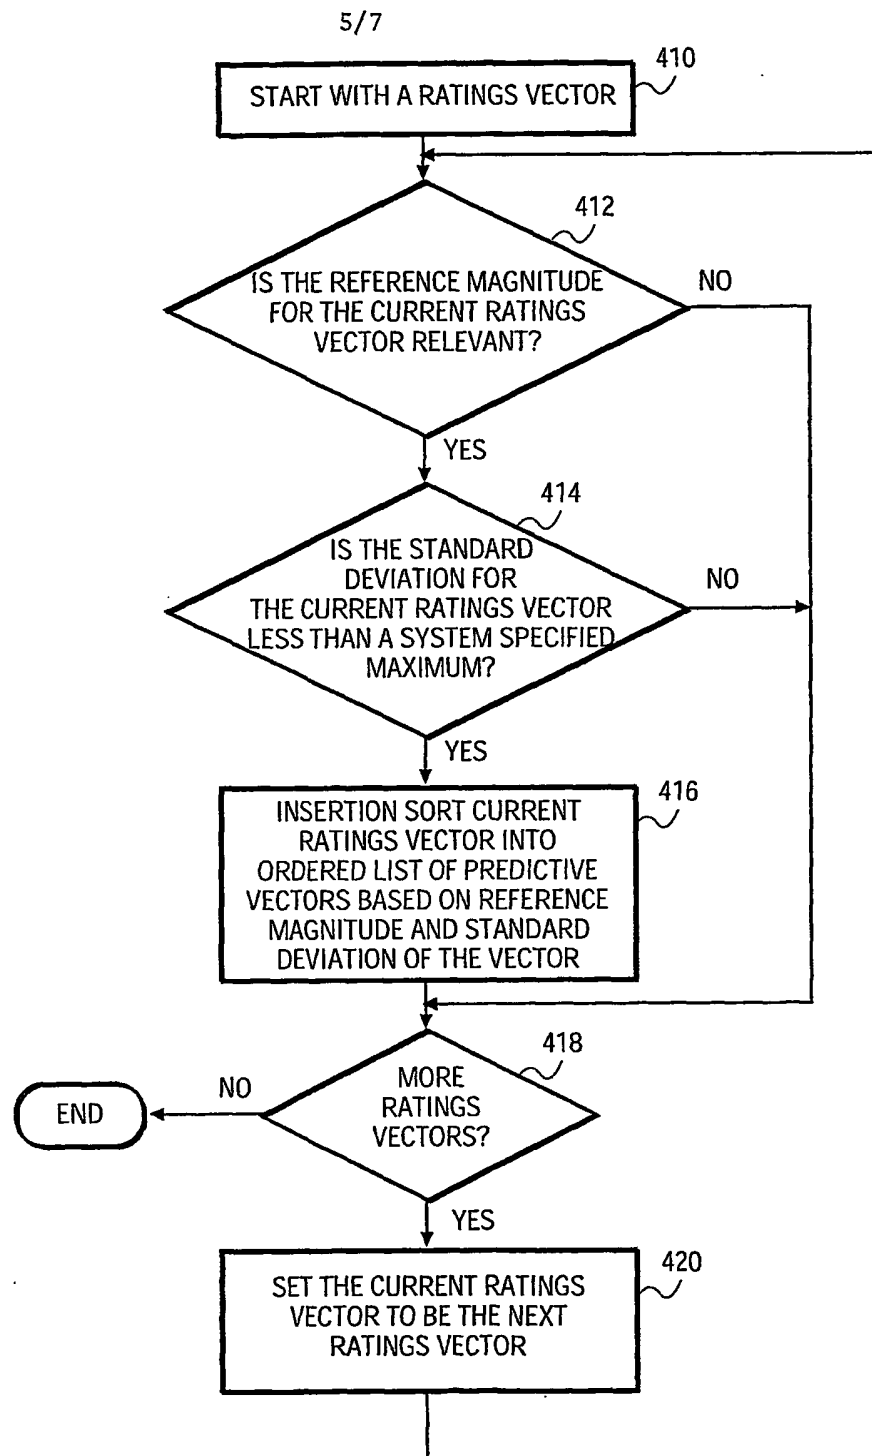 5/7
410
START WITH A RATINGS VECTOR
412
IS THE REFERENCE MAGNITUDE
FOR THE CURRENT RATINGS
VECTOR RELEVANT?
NO
YES
414
IS THE STANDARD
DEVIATION FOR
THE CURRENT RATINGS VECTOR
LESS THAN A SYSTEM SPECIFIED
MAXIMUM?
NO
YES
416
INSERTION SORT CURRENT
RATINGS VECTOR INTO
ORDERED LIST OF PREDICTIVE
VECTORS BASED ON REFERENCE
MAGNITUDE AND STANDARD
DEVIATION OF THE VECTOR
418
MORE
RATINGS
VECTORS?
NO
END
YES
420
SET THE CURRENT RATINGS
VECTOR TO BE THE NEXT
RATINGS VECTOR